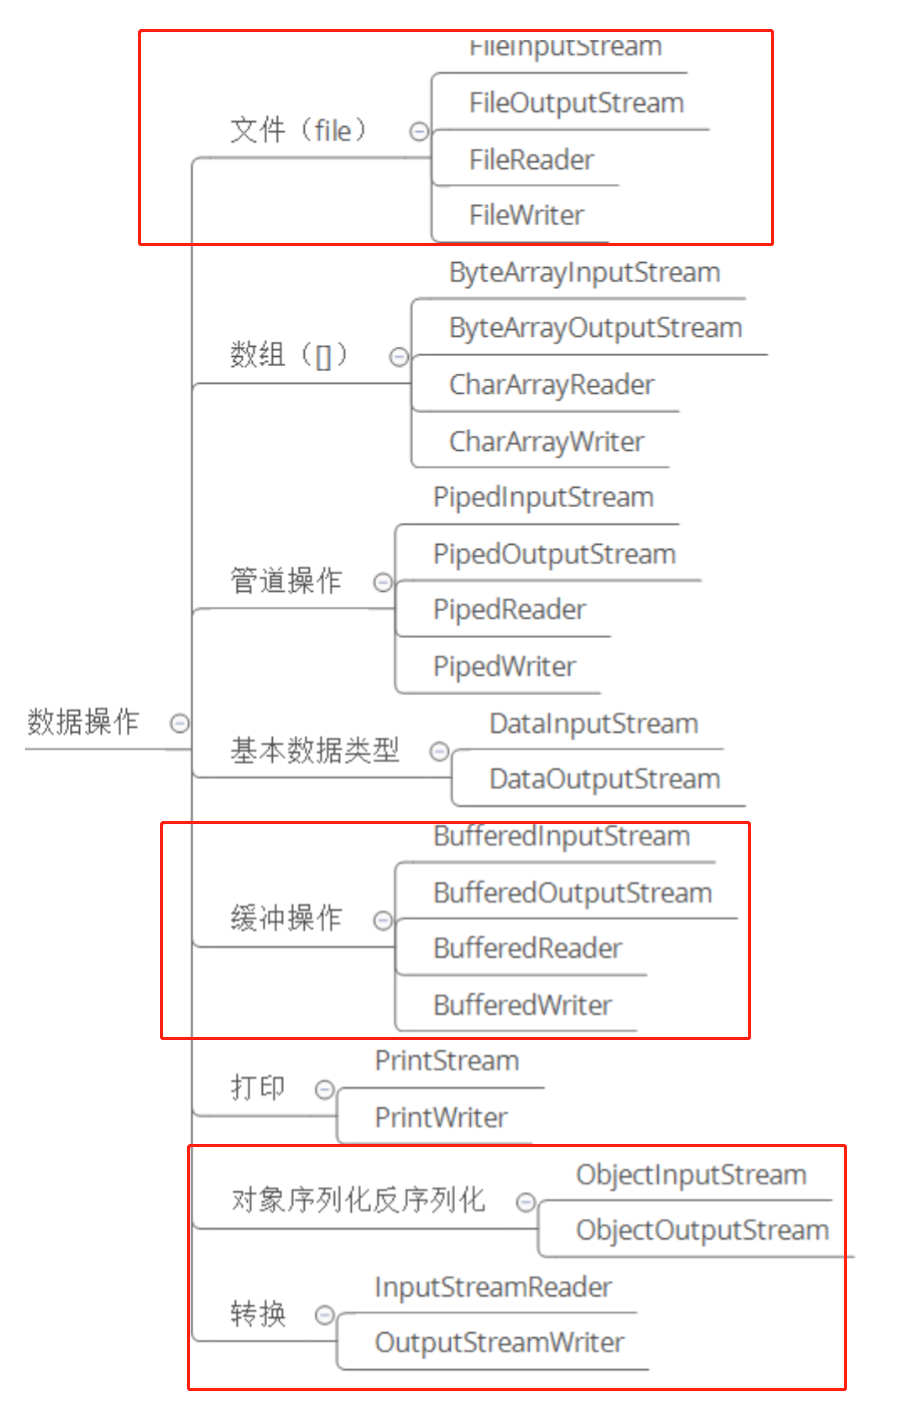 FileInputStream
FileOutputStream
文件（file）
FileReader
FileWriter
ByteArrayInputStream
ByteArrayOutputStream
数组（[]）
CharArrayReader
CharArrayWriter
PipedInputStream
PipedOutputStream
管道操作
PipedReader
PipedWriter
数据操作
DataInputStream
基本数据类型
DataOutputStream
BufferedInputStream
BufferedOutputStream
缓冲操作
BufferedReader
BufferedWriter
PrintStream
打印
PrintWriter
ObjectInputStream
对象序列化反序列化
ObjectOutputStream
InputStreamReader
转换
OutputStreamWriter